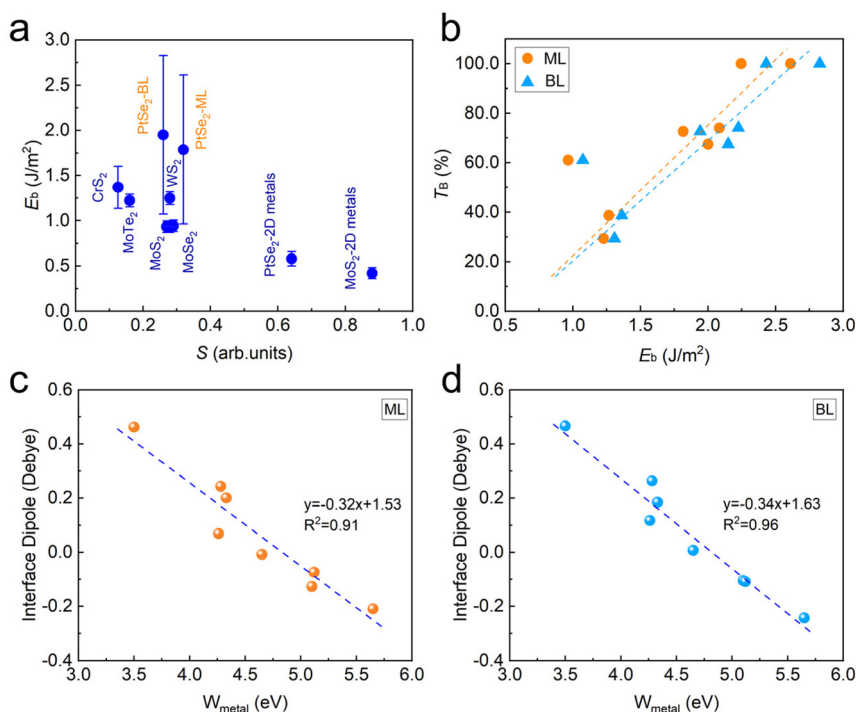 a
3.0
2.5
2.0
1.5
1.0
0.5
0.0
E_b (J/m²)
0.0 0.2 0.4 0.6 0.8 1.0
S (arb.units)
CrS₂
MoTe₂
PtSe₂-BL
MoS₂
WS₂
MoSe₂
PtSe₂-ML
PtSe₂-2D metals
MoS₂-2D metals
b
ML
BL
100.0
80.0
60.0
40.0
20.0
0.0
T_B (%)
0.5 1.0 1.5 2.0 2.5 3.0
E_b (J/m²)
c
ML
0.6
0.4
0.2
0.0
-0.2
-0.4
Interface Dipole (Debye)
y=-0.32x+1.53
R²=0.91
3.0 3.5 4.0 4.5 5.0 5.5 6.0
W_metal (eV)
d
BL
0.6
0.4
0.2
0.0
-0.2
-0.4
Interface Dipole (Debye)
y=-0.34x+1.63
R²=0.96
3.0 3.5 4.0 4.5 5.0 5.5 6.0
W_metal (eV)